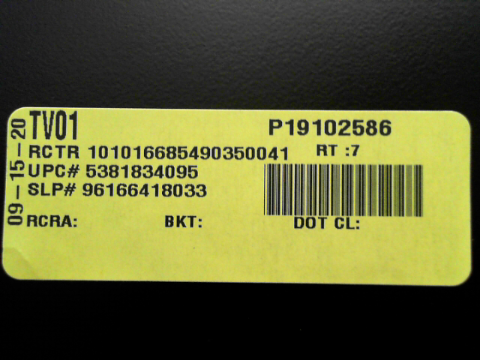 09-15-20
TV01 P19102586
RCTR 101016685490350041 RT :7
UPC# 5381834095
SLP# 96166418033
RCRA: BKT: DOT CL: